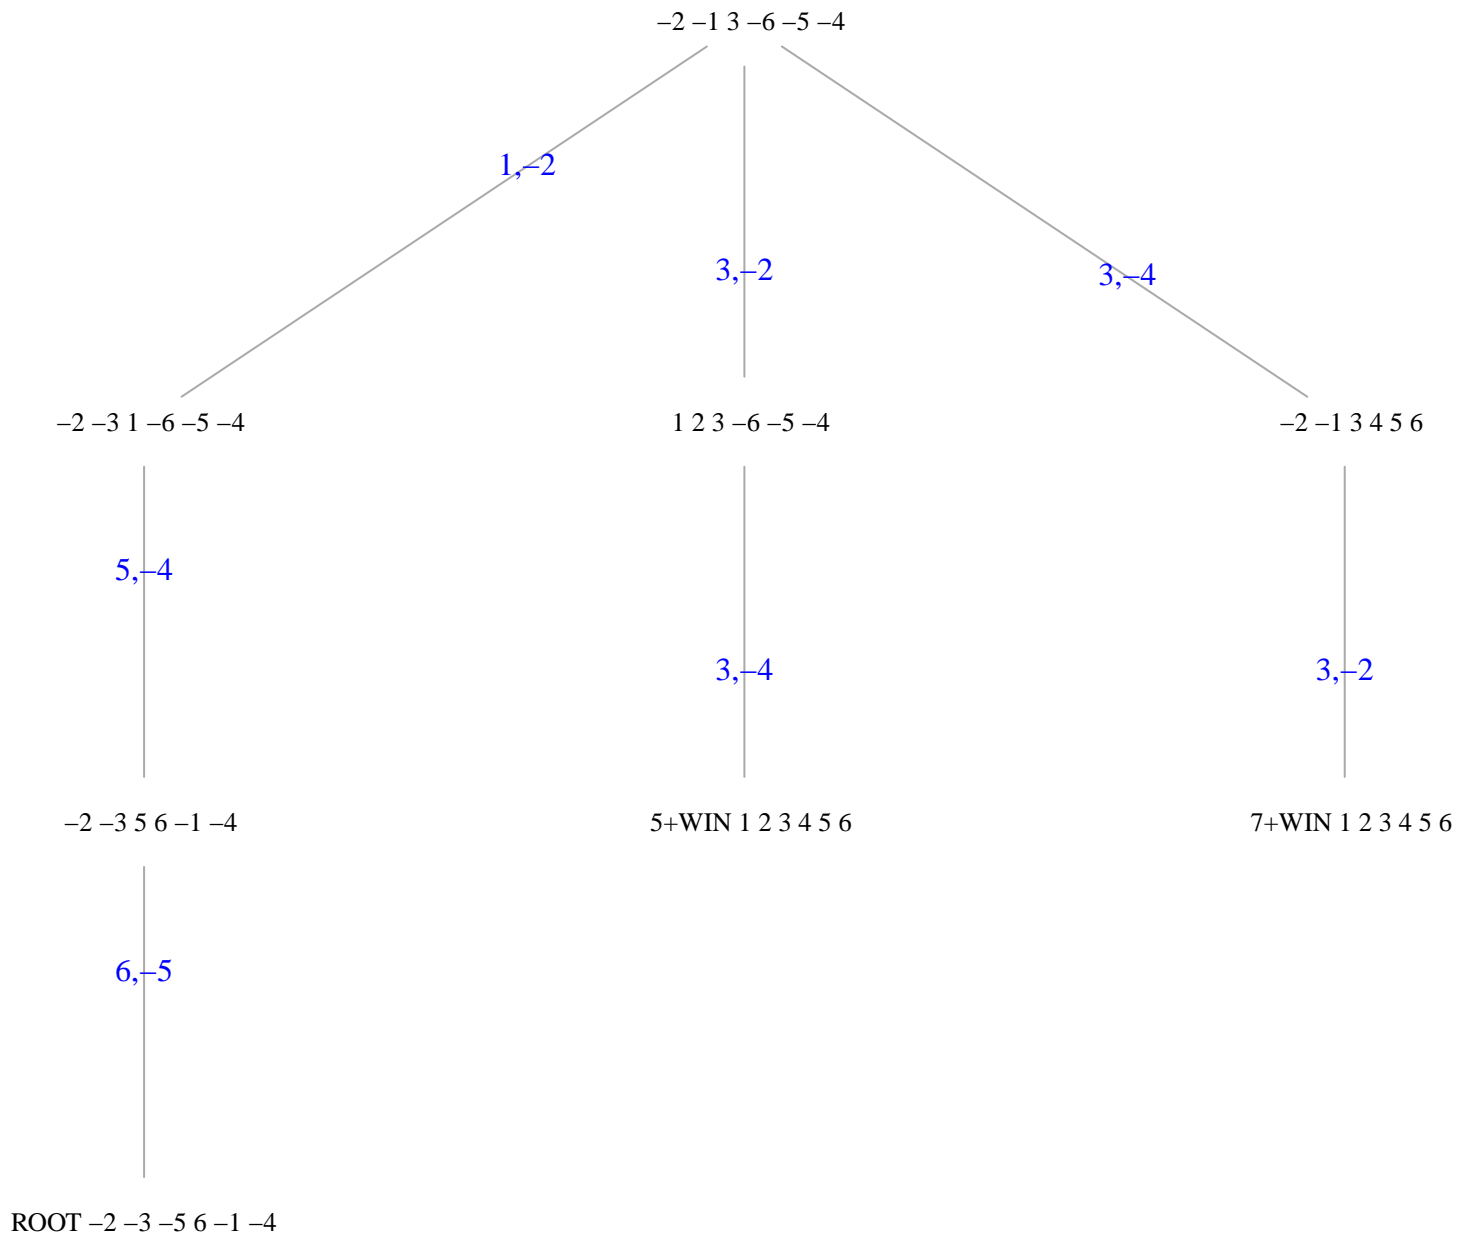 –2 –1 3 –6 –5 –4
1,–2
3,–2
3,–4
–2 –3 1 –6 –5 –4
1 2 3 –6 –5 –4
–2 –1 3 4 5 6
5,–4
3,–4
3,–2
–2 –3 5 6 –1 –4
5+WIN 1 2 3 4 5 6
7+WIN 1 2 3 4 5 6
6,–5
ROOT –2 –3 –5 6 –1 –4